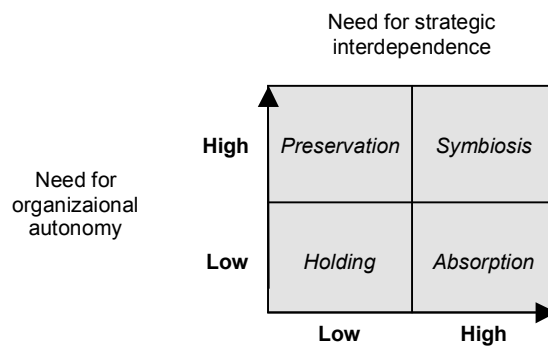 Need for strategic
interdependence
High
Preservation
Symbiosis
Need for
organizaional
autonomy
Low
Holding
Absorption
Low
High